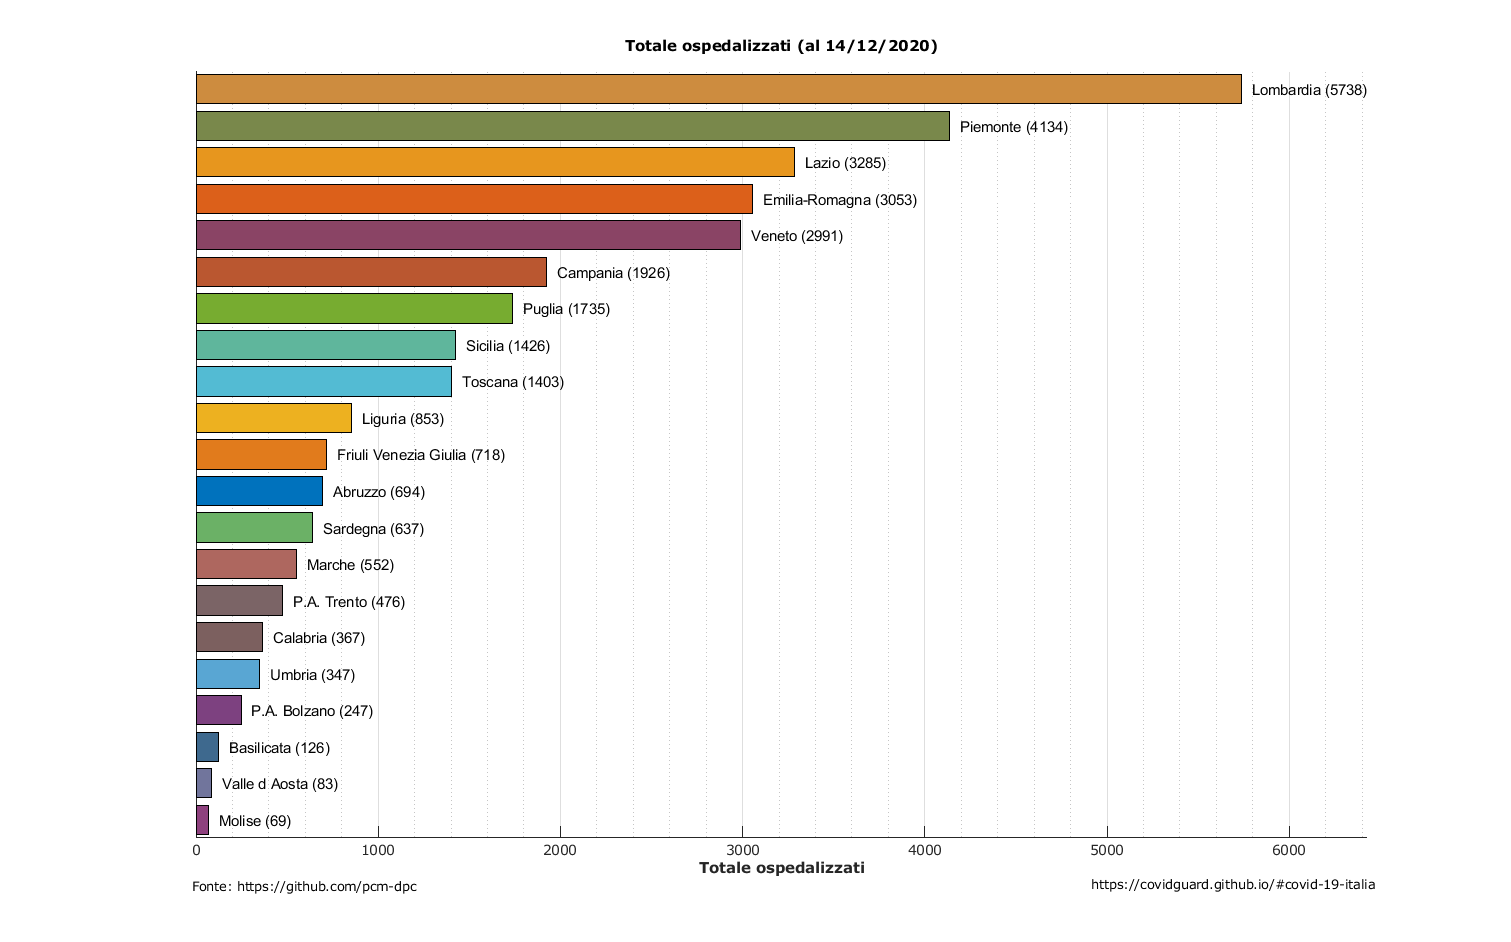 Totale ospedalizzati (al 14/12/2020)
Lombardia (5738)
Piemonte (4134)
Lazio (3285)
Emilia-Romagna (3053)
Veneto (2991)
Campania (1926)
Puglia (1735)
Sicilia (1426)
Toscana (1403)
Liguria (853)
Friuli Venezia Giulia (718)
Abruzzo (694)
Sardegna (637)
Marche (552)
P.A. Trento (476)
Calabria (367)
Umbria (347)
P.A. Bolzano (247)
Basilicata (126)
Valle d Aosta (83)
Molise (69)
0 1000 2000 3000 4000 5000 6000
Totale ospedalizzati
Fonte: https://github.com/pcm-dpc
https://covidguard.github.io/#covid-19-italia